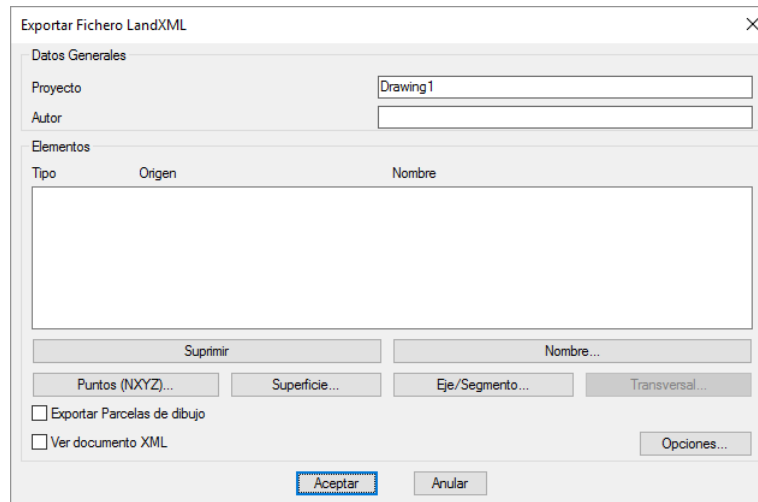 Exportar Fichero LandXML
Datos Generales
Proyecto Drawing1
Autor
Elementos
Tipo Origen Nombre
Suprimir Nombre...
Puntos (NXYZ)... Superficie... Eje/Segmento... Transversal...
Exportar Parcelas de dibujo
Ver documento XML Opciones...
Aceptar Anular